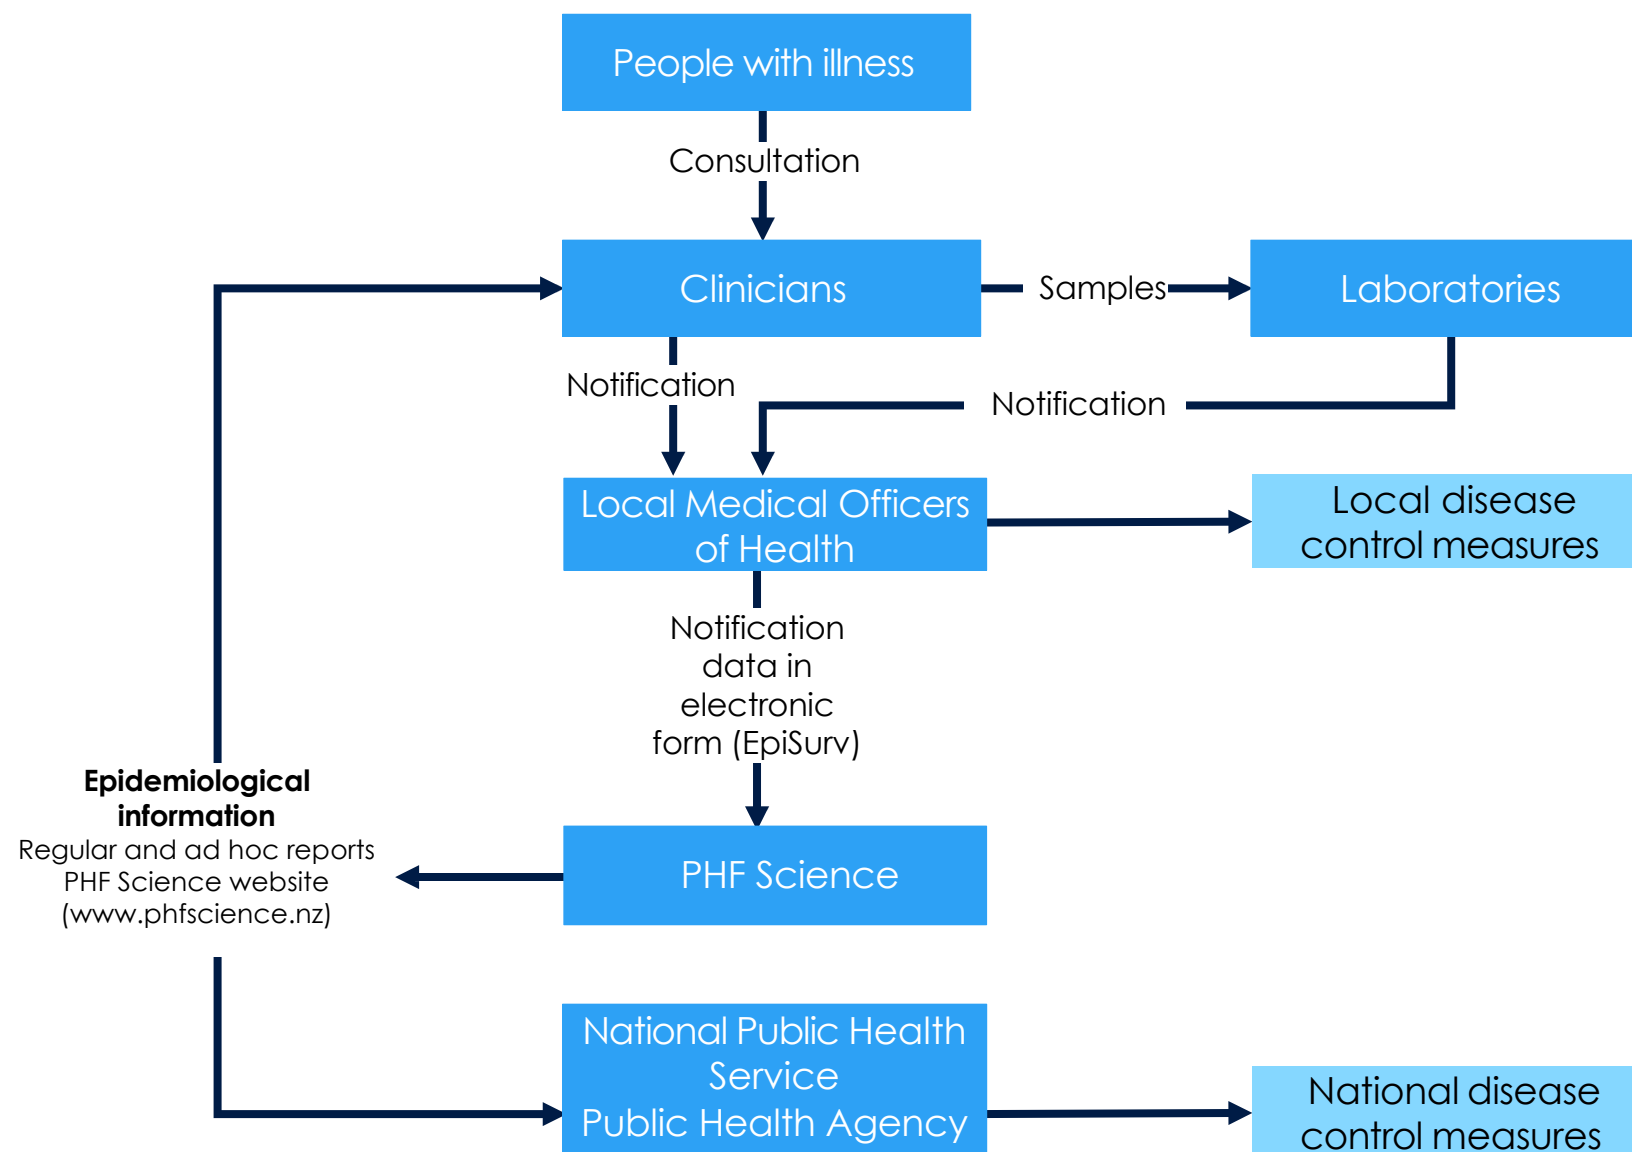 People with illness
Consultation
Clinicians
Samples
Laboratories
Notification
Notification
Local Medical Officers
of Health
Local disease
control measures
Notification
data in
electronic
form (EpiSurv)
Epidemiological
information
Regular and ad hoc reports
PHF Science website
(www.phfscience.nz)
PHF Science
National Public Health
Service
Public Health Agency
National disease
control measures